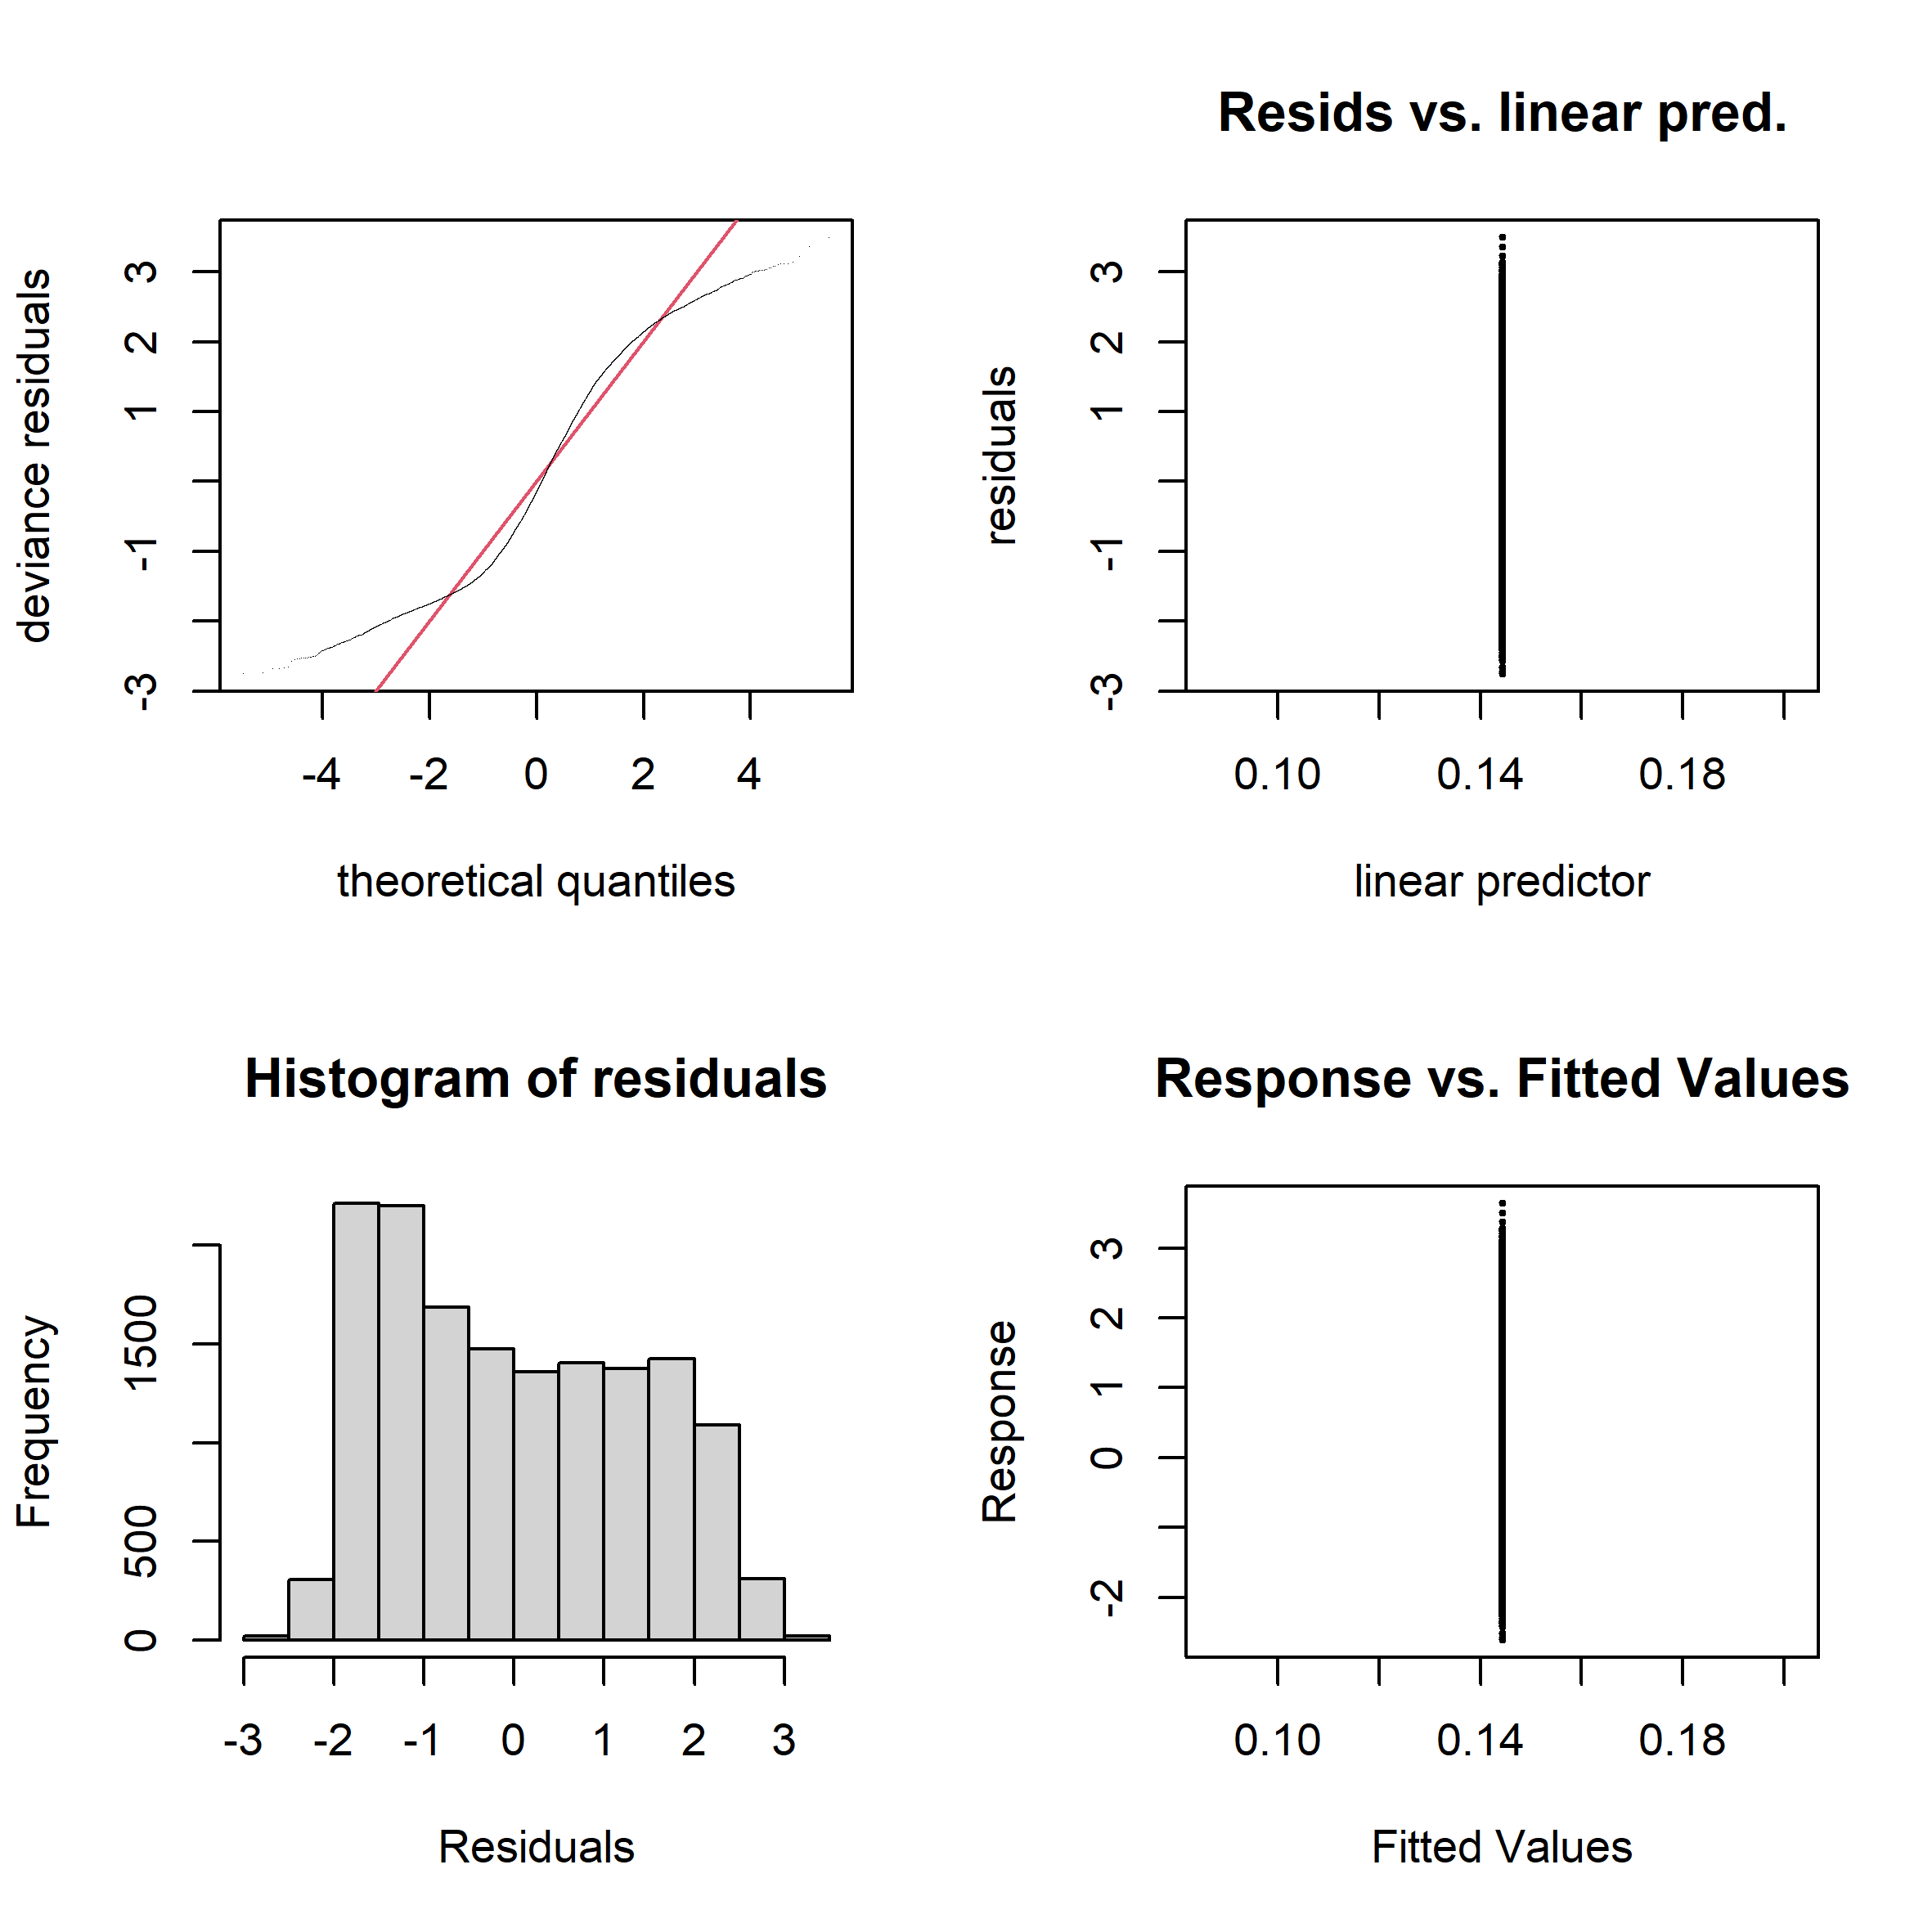 deviance residuals
3
2
1
-1
-3
-4 -2 0 2 4
theoretical quantiles
Resids vs. linear pred.
residuals
3
2
1
-1
-3
0.10 0.14 0.18
linear predictor
Histogram of residuals
Frequency
1500
500
0
-3 -2 -1 0 1 2 3
Residuals
Response vs. Fitted Values
Response
3
2
1
0
-2
0.10 0.14 0.18
Fitted Values